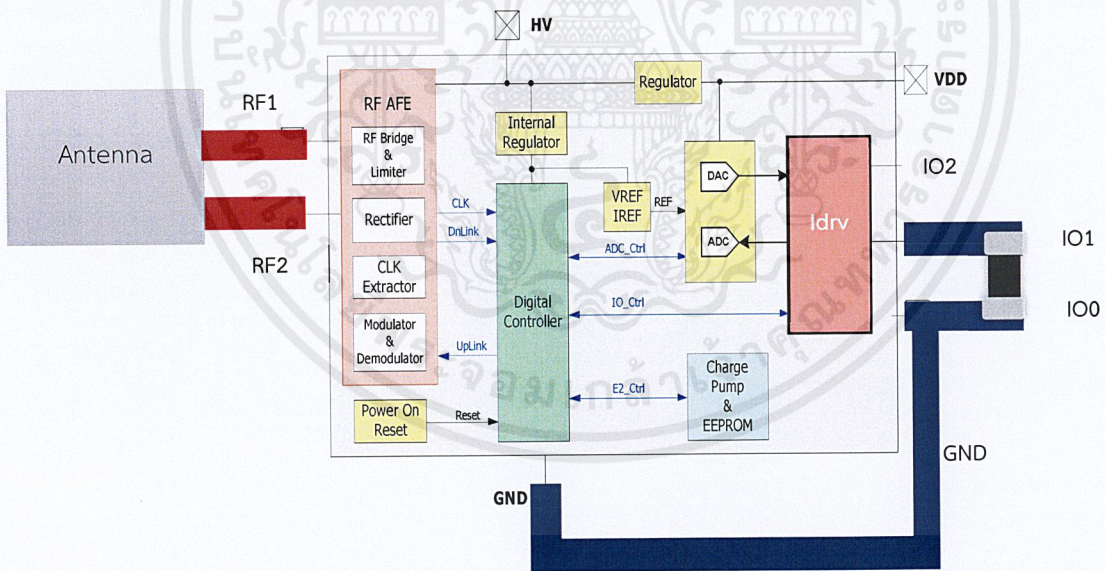 HV
VDD
Antenna
RF1
RF2
RF AFE
RF Bridge
&
Limiter
Rectifier
CLK
Extractor
Modulator
&
Demodulator
Power On
Reset
Reset
CLK
DnLink
UpLink
Internal
Regulator
Regulator
Digital
Controller
VREF
IREF
REF
ADC_Ctrl
IO_Ctrl
E2_Ctrl
DAC
ADC
Idrv
Charge
Pump
&
EEPROM
IO2
IO1
IO0
GND
GND